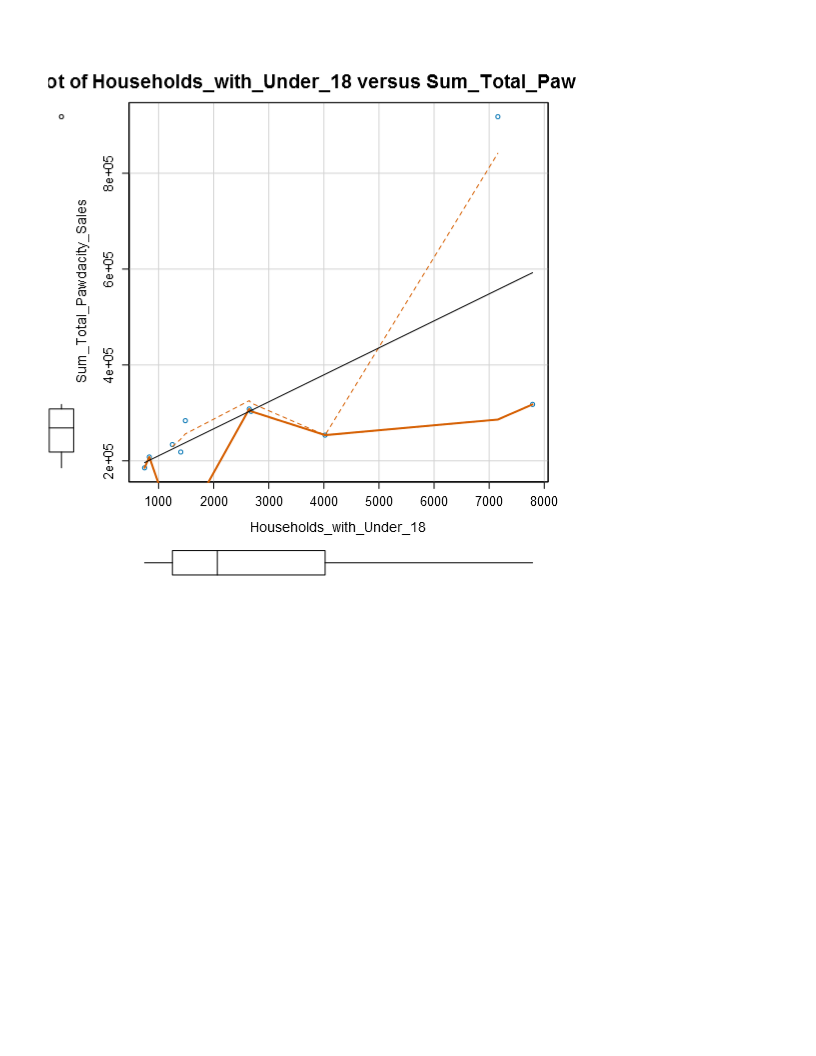 ot of Households_with_Under_18 versus Sum_Total_Paw
Sum_Total_Pawdacity_Sales
8e+05
6e+05
4e+05
2e+05
1000 2000 3000 4000 5000 6000 7000 8000
Households_with_Under_18